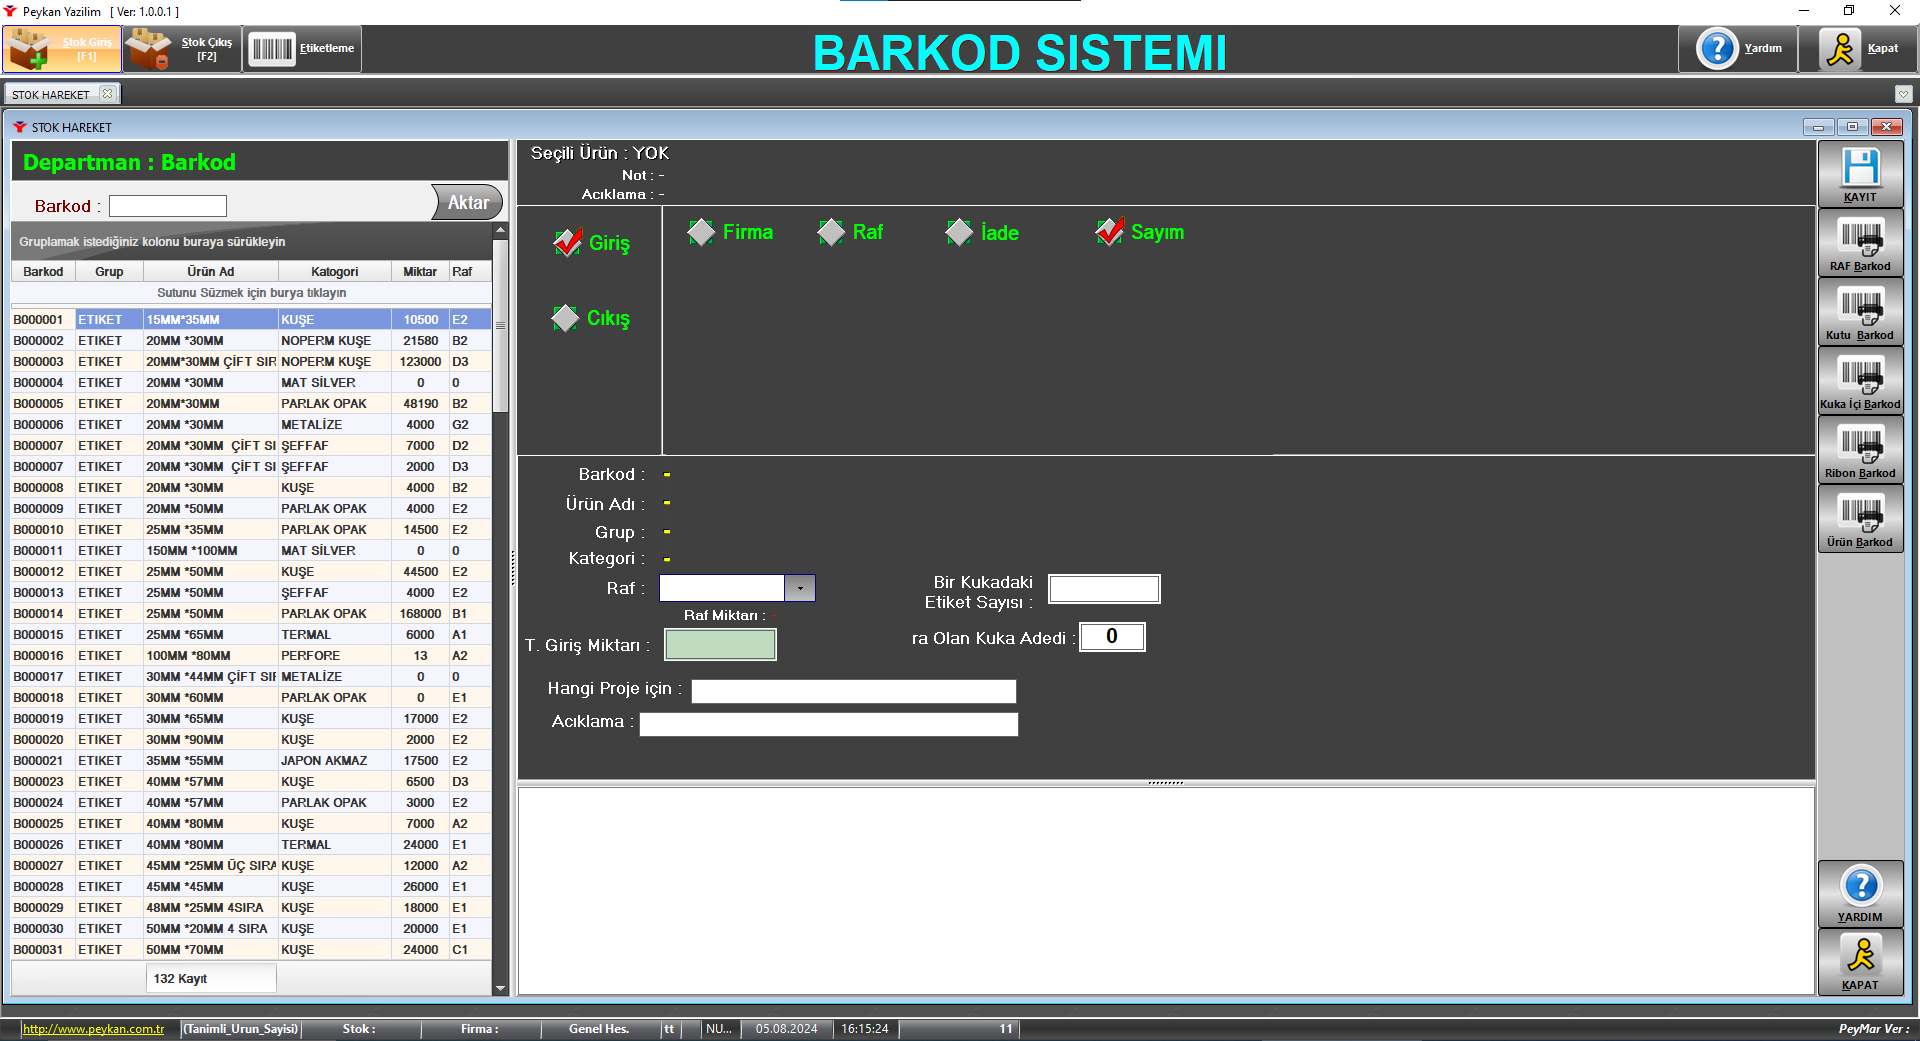 Peykan Yazilim [ Ver: 1.0.0.1 ]
Stok Giriş [F1]
Stok Çıkış [F2]
Etiketleme
BARKOD SISTEMI
Yardım
Kapat
STOK HAREKET
STOK HAREKET
Departman : Barkod
Barkod :
Aktar
Gruplamak istediğiniz kolonu buraya sürükleyin
Barkod Grup Ürün Ad Katogori Miktar Raf
Sutunu Süzmek için burya tıklayın
B000001 ETIKET 15MM*35MM KUŞE 10500 E2
B000002 ETIKET 20MM *30MM NOPERM KUŞE 21580 B2
B000003 ETIKET 20MM*30MM ÇİFT SIR NOPERM KUŞE 123000 D3
B000004 ETIKET 20MM *30MM MAT SİLVER 0 0
B000005 ETIKET 20MM*30MM PARLAK OPAK 48190 B2
B000006 ETIKET 20MM *30MM METALİZE 4000 G2
B000007 ETIKET 20MM *30MM ÇİFT SI ŞEFFAF 7000 D2
B000007 ETIKET 20MM *30MM ÇİFT SI ŞEFFAF 2000 D3
B000008 ETIKET 20MM *30MM KUŞE 4000 B2
B000009 ETIKET 20MM *50MM PARLAK OPAK 4000 E2
B000010 ETIKET 25MM *35MM PARLAK OPAK 14500 E2
B000011 ETIKET 150MM *100MM MAT SİLVER 0 0
B000012 ETIKET 25MM *50MM KUŞE 44500 E2
B000013 ETIKET 25MM *50MM ŞEFFAF 4000 E2
B000014 ETIKET 25MM *50MM PARLAK OPAK 168000 B1
B000015 ETIKET 25MM *65MM TERMAL 6000 A1
B000016 ETIKET 100MM *80MM PERFORE 13 A2
B000017 ETIKET 30MM *44MM ÇİFT SIF METALİZE 0 0
B000018 ETIKET 30MM *60MM PARLAK OPAK 0 E1
B000019 ETIKET 30MM *65MM KUŞE 17000 E2
B000020 ETIKET 30MM *90MM KUŞE 2000 E2
B000021 ETIKET 35MM *55MM JAPON AKMAZ 17500 E2
B000023 ETIKET 40MM *57MM KUŞE 6500 D3
B000024 ETIKET 40MM *57MM PARLAK OPAK 3000 E2
B000025 ETIKET 40MM *80MM KUŞE 7000 A2
B000026 ETIKET 40MM *80MM TERMAL 24000 E1
B000027 ETIKET 45MM *25MM ÜÇ SIRA KUŞE 12000 A2
B000028 ETIKET 45MM *45MM KUŞE 26000 E1
B000029 ETIKET 48MM *25MM 4SIRA KUŞE 18000 E1
B000030 ETIKET 50MM *20MM 4 SIRA KUŞE 20000 E1
B000031 ETIKET 50MM *70MM KUŞE 24000 C1
132 Kayıt
Seçili Ürün : YOK
Not : -
Acıklama : -
Giriş
Cıkış
Firma
Raf
İade
Sayım
Barkod : -
Ürün Adı : -
Grup : -
Kategori : -
Raf :
Raf Miktarı :
T. Giriş Miktarı :
Bir Kukadaki
Etiket Sayısı :
ra Olan Kuka Adedi : 0
Hangi Proje için :
Acıklama :
KAYIT
RAF Barkod
Kutu Barkod
Kuka İçi Barkod
Ribon Barkod
Ürün Barkod
YARDIM
KAPAT
http://www.peykan.com.tr (Tanimli_Urun_Sayisi) Stok : Firma : Genel Hes. tt NU... 05.08.2024 16:15:24 11 PeyMar Ver :